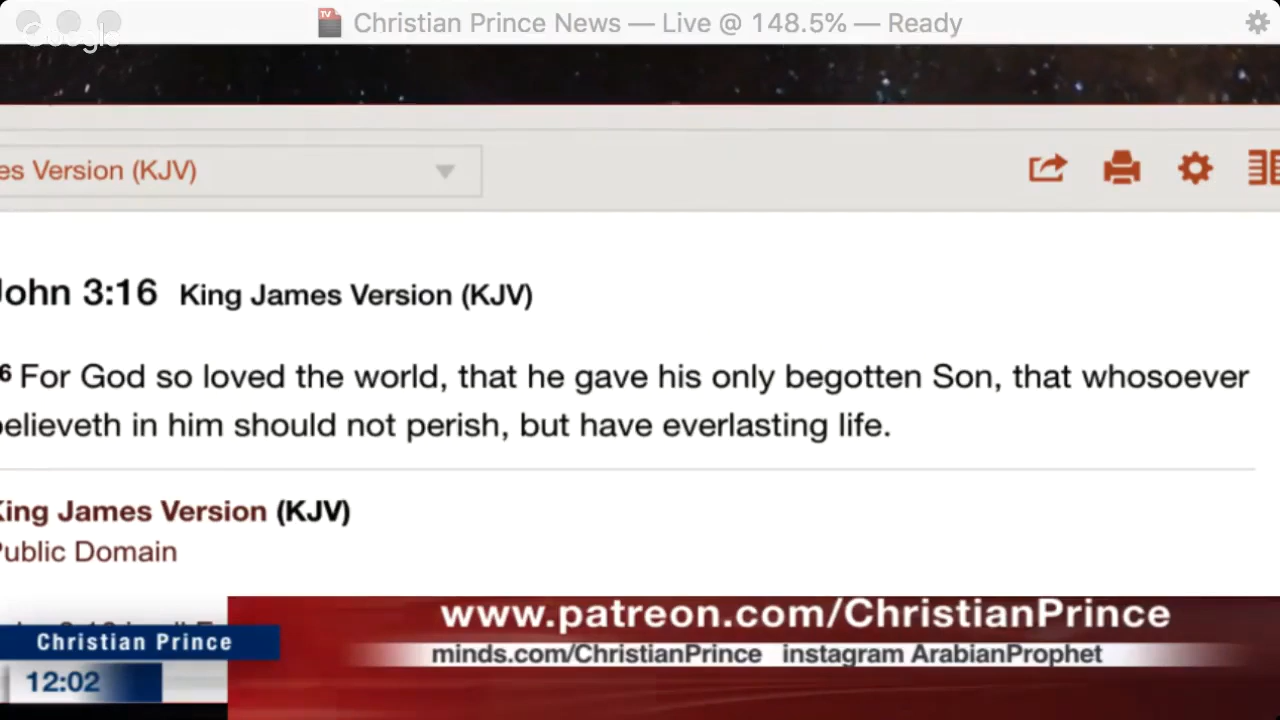 Christian Prince News — Live @ 148.5% — Ready
Google
TV
es Version (KJV)
John 3:16 King James Version (KJV)
6 For God so loved the world, that he gave his only begotten Son, that whosoever
believeth in him should not perish, but have everlasting life.
King James Version (KJV)
Public Domain
www.patreon.com/ChristianPrince
Christian Prince
minds.com/ChristianPrince instagram ArabianProphet
12:02